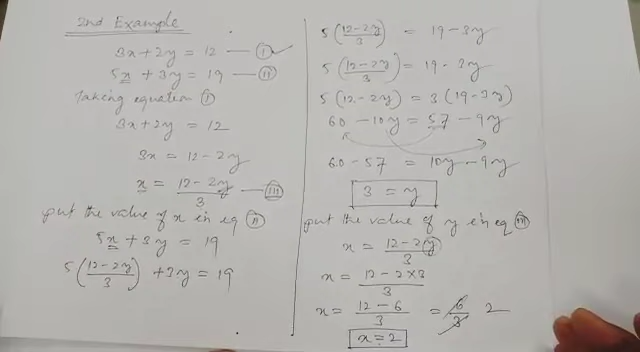 2nd Example
3x + 2y = 12 — (I) ✓
5x + 3y = 19 — (II)
Taking equation (I)
3x + 2y = 12
3x = 12 - 2y
x = (12 - 2y)/3 — (III)
put the value of x in eq (II)
5x + 3y = 19
5((12 - 2y)/3) + 3y = 19
5((12 - 2y)/3) = 19 - 3y
5((12 - 2y)/3) = 19 - 3y
5(12 - 2y) = 3(19 - 3y)
60 - 10y = 57 - 9y
60 - 57 = 10y - 9y
3 = y
put the value of y in eq (III)
x = (12 - 2y)/3
x = (12 - 2×3)/3
x = (12 - 6)/3 = 6/3 2
x = 2